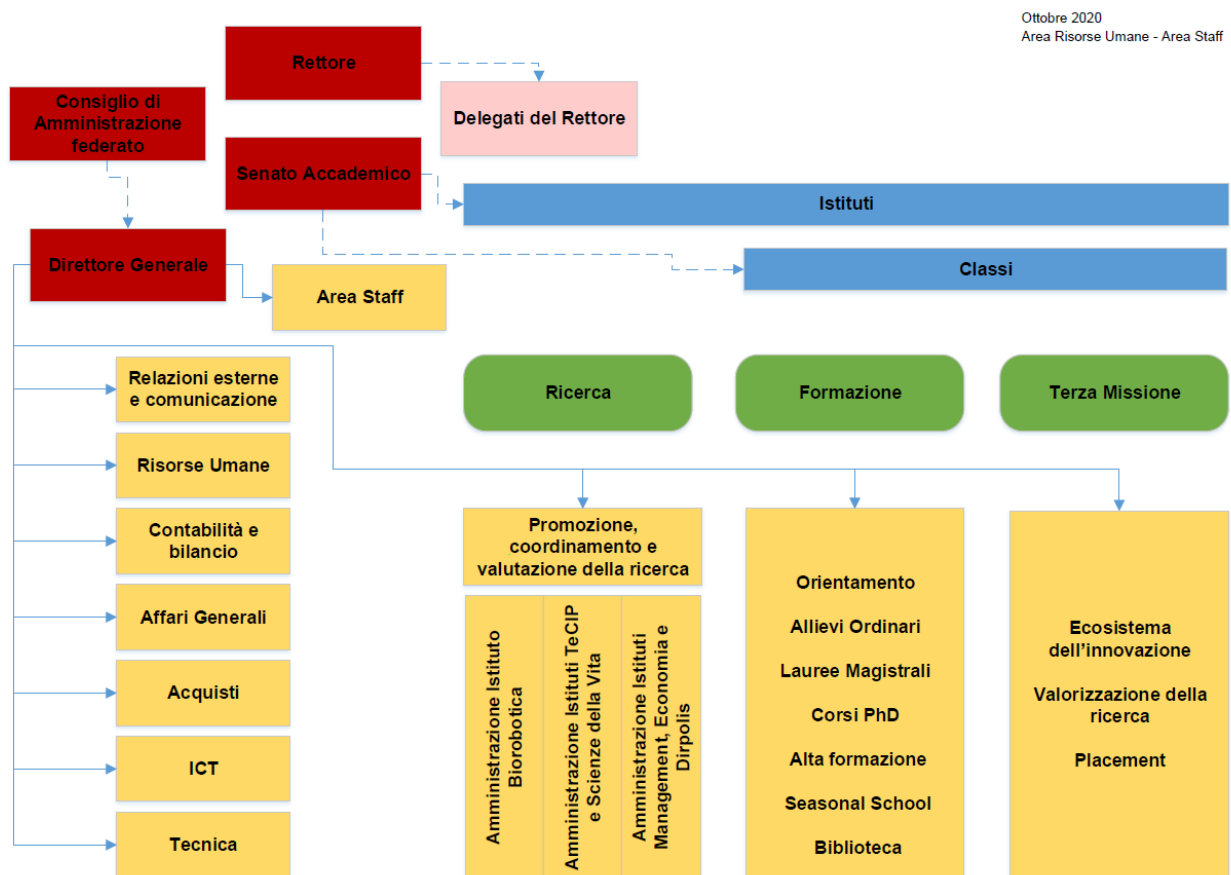 Ottobre 2020
Area Risorse Umane - Area Staff
Rettore
Delegati del Rettore
Consiglio di
Amministrazione
federato
Senato Accademico
Istituti
Direttore Generale
Classi
Area Staff
Relazioni esterne
e comunicazione
Risorse Umane
Contabilità e
bilancio
Affari Generali
Acquisti
ICT
Tecnica
Ricerca
Formazione
Terza Missione
Promozione,
coordinamento e
valutazione della ricerca
Amministrazione Istituto
Biorobotica
Amministrazione Istituti TeCIP
e Scienze della Vita
Amministrazione Istituti
Management, Economia e
Dirpolis
Orientamento
Allievi Ordinari
Lauree Magistrali
Corsi PhD
Alta formazione
Seasonal School
Biblioteca
Ecosistema
dell’innovazione
Valorizzazione della
ricerca
Placement